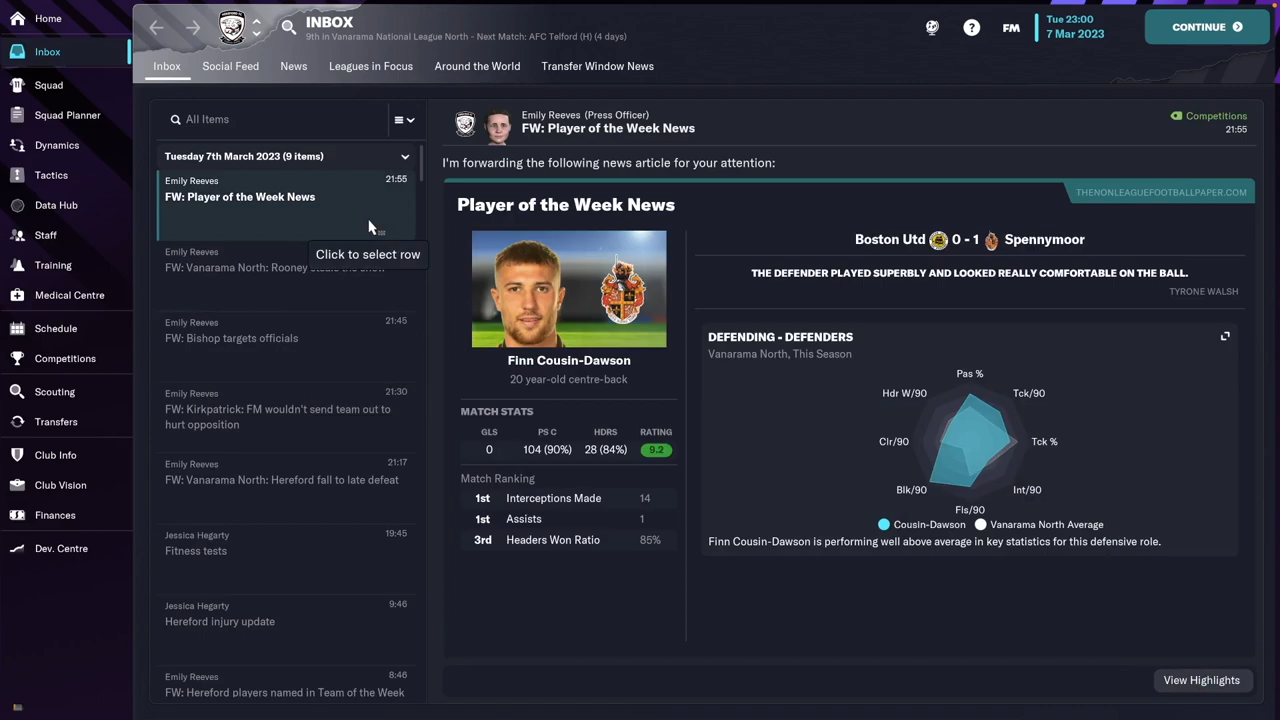 Home
Inbox
Squad
Squad Planner
Dynamics
Tactics
Data Hub
Staff
Training
Medical Centre
Schedule
Competitions
Scouting
Transfers
Club Info
Club Vision
Finances
Dev. Centre
INBOX
9th in Vanarama National League North - Next Match: AFC Telford (H) (4 days)
?
FM
Tue 23:00
7 Mar 2023
CONTINUE
Inbox
Social Feed
News
Leagues in Focus
Around the World
Transfer Window News
All Items
Tuesday 7th March 2023 (9 items)
Emily Reeves 21:55
FW: Player of the Week News
Click to select row
Emily Reeves
FW: Vanarama North: Rooney
Emily Reeves 21:45
FW: Bishop targets officials
Emily Reeves 21:30
FW: Kirkpatrick: FM wouldn't send team out to
hurt opposition
Emily Reeves 21:17
FW: Vanarama North: Hereford fall to late defeat
Jessica Hegarty 19:45
Fitness tests
Jessica Hegarty 9:46
Hereford injury update
Emily Reeves 8:46
FW: Hereford players named in Team of the Week
Emily Reeves (Press Officer)
FW: Player of the Week News
Competitions
21:55
I'm forwarding the following news article for your attention:
THENONLEAGUEFOOTBALLPAPER.COM
Player of the Week News
Finn Cousin-Dawson
20 year-old centre-back
MATCH STATS
GLS PS C HDRS RATING
0 104 (90%) 28 (84%) 9.2
Match Ranking
1st Interceptions Made 14
1st Assists 1
3rd Headers Won Ratio 85%
Boston Utd 0 - 1 Spennymoor
THE DEFENDER PLAYED SUPERBLY AND LOOKED REALLY COMFORTABLE ON THE BALL.
TYRONE WALSH
DEFENDING - DEFENDERS
Vanarama North, This Season
Pas %
Hdr W/90
Tck/90
Clr/90
Tck %
Blk/90
Int/90
Fls/90
Cousin-Dawson
Vanarama North Average
Finn Cousin-Dawson is performing well above average in key statistics for this defensive role.
View Highlights